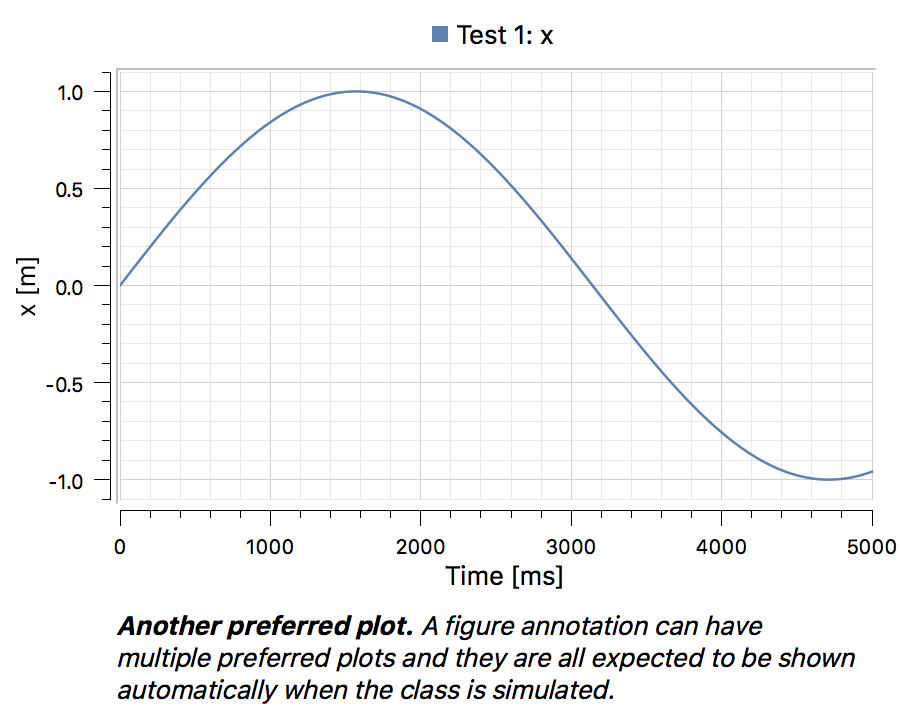 Test 1: x
1.0
0.5
0.0
-0.5
-1.0
x [m]
0 1000 2000 3000 4000 5000
Time [ms]
Another preferred plot. A figure annotation can have
multiple preferred plots and they are all expected to be shown
automatically when the class is simulated.